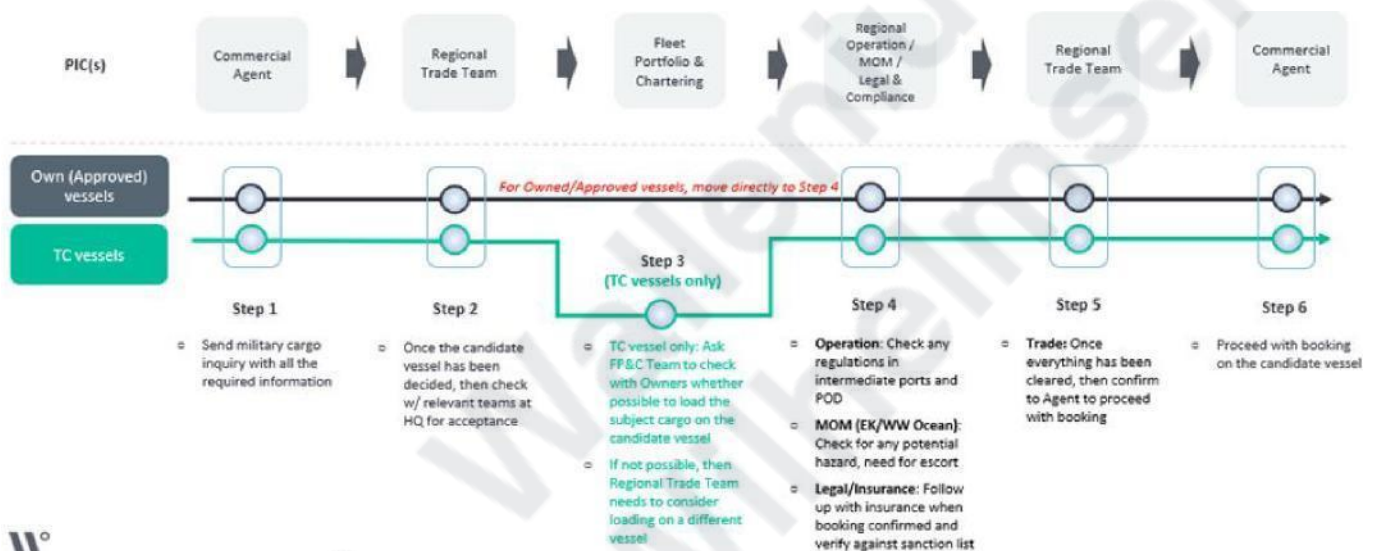 PIC(s)
Commercial
Agent
Regional
Trade Team
Fleet
Portfolio &
Chartering
Regional
Operation /
MOM /
Legal &
Compliance
Regional
Trade Team
Commercial
Agent
Own (Approved)
vessels
For Owned/Approved vessels, move directly to Step 4
TC vessels
Step 1
Send military cargo
inquiry with all the
required information
Step 2
Once the candidate
vessel has been
decided, then check
w/ relevant teams at
HQ for acceptance
Step 3
(TC vessels only)
TC vessel only: Ask
FP&C Team to check
with Owners whether
possible to load the
subject cargo on the
candidate vessel
If not possible, then
Regional Trade Team
needs to consider
loading on a different
vessel
Step 4
Operation: Check any
regulations in
intermediate ports and
POD
MOM (EK/WW Ocean):
Check for any potential
hazard, need for escort
Legal/Insurance: Follow
up with insurance when
booking confirmed and
verify against sanction list
Step 5
Trade: Once
everything has been
cleared, then confirm
to Agent to proceed
with booking
Step 6
Proceed with booking
on the candidate vessel